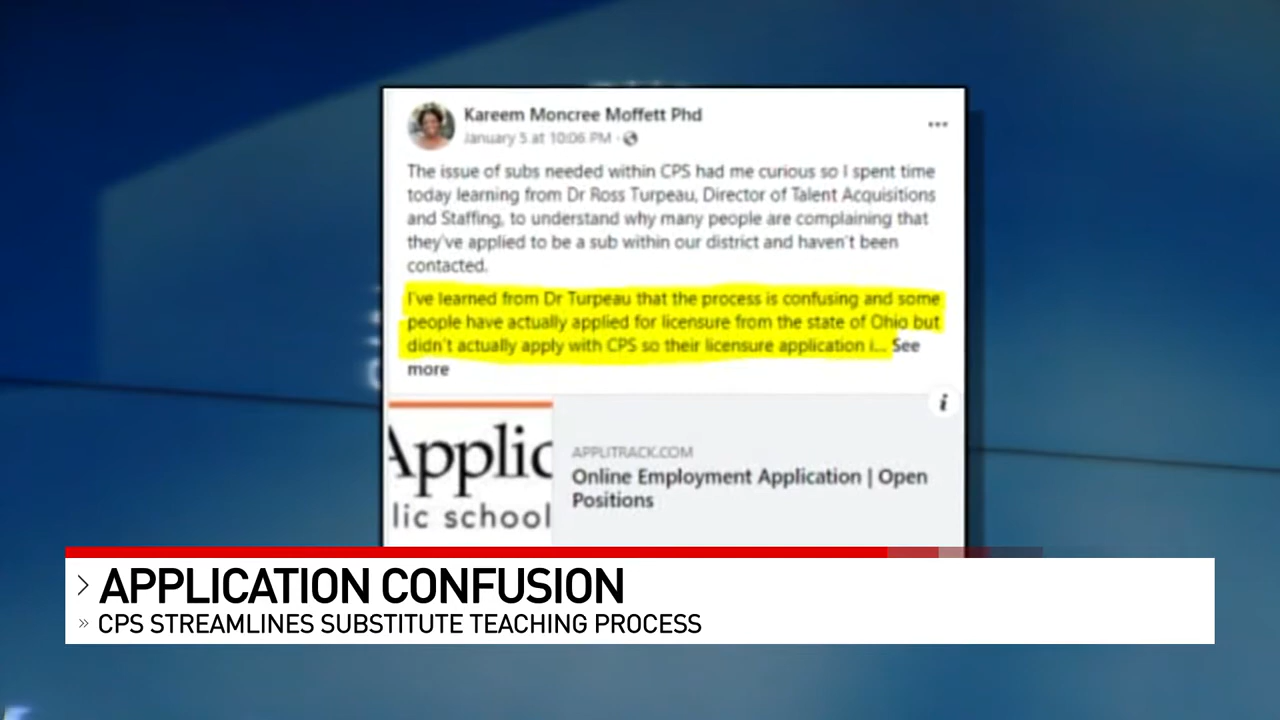 Kareem Moncree Moffett Phd
January 5 at 10:06 PM ·
The issue of subs needed within CPS had me curious so I spent time
today learning from Dr Ross Turpeau, Director of Talent Acquisitions
and Staffing, to understand why many people are complaining that
they've applied to be a sub within our district and haven't been
contacted.
I've learned from Dr Turpeau that the process is confusing and some
people have actually applied for licensure from the state of Ohio but
didn't actually apply with CPS so their licensure application i... See
more
Applic
lic school
APPLITRACK.COM
Online Employment Application | Open
Positions
APPLICATION CONFUSION
CPS STREAMLINES SUBSTITUTE TEACHING PROCESS